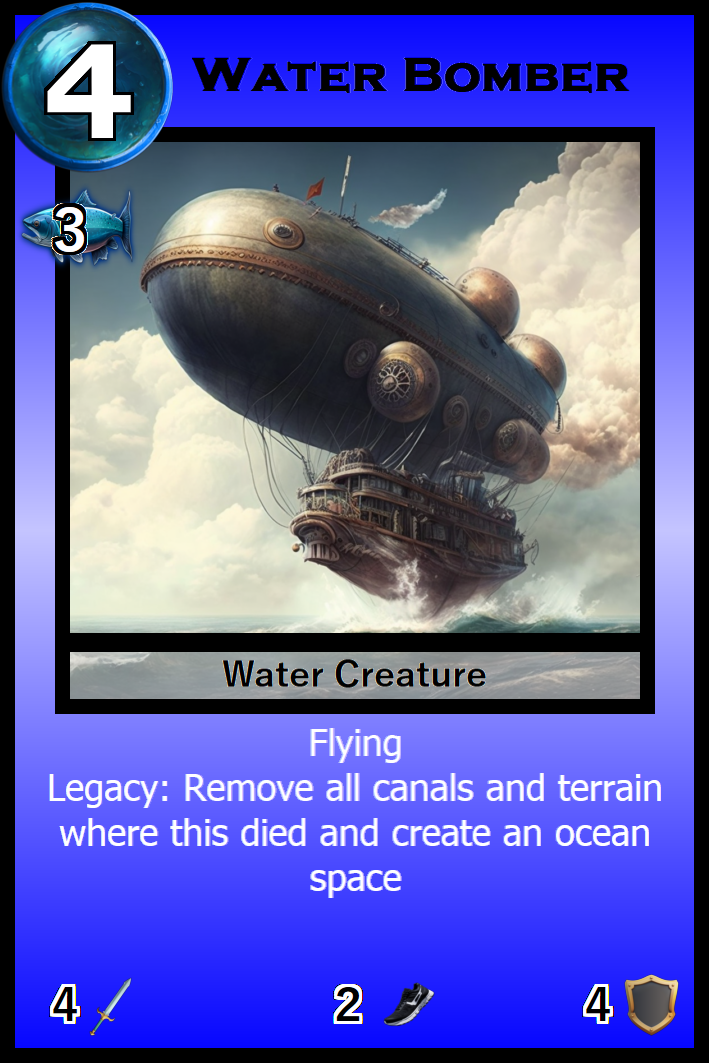 4
Water Bomber
3
Water Creature
Flying
Legacy: Remove all canals and terrain
where this died and create an ocean
space
4 2 4